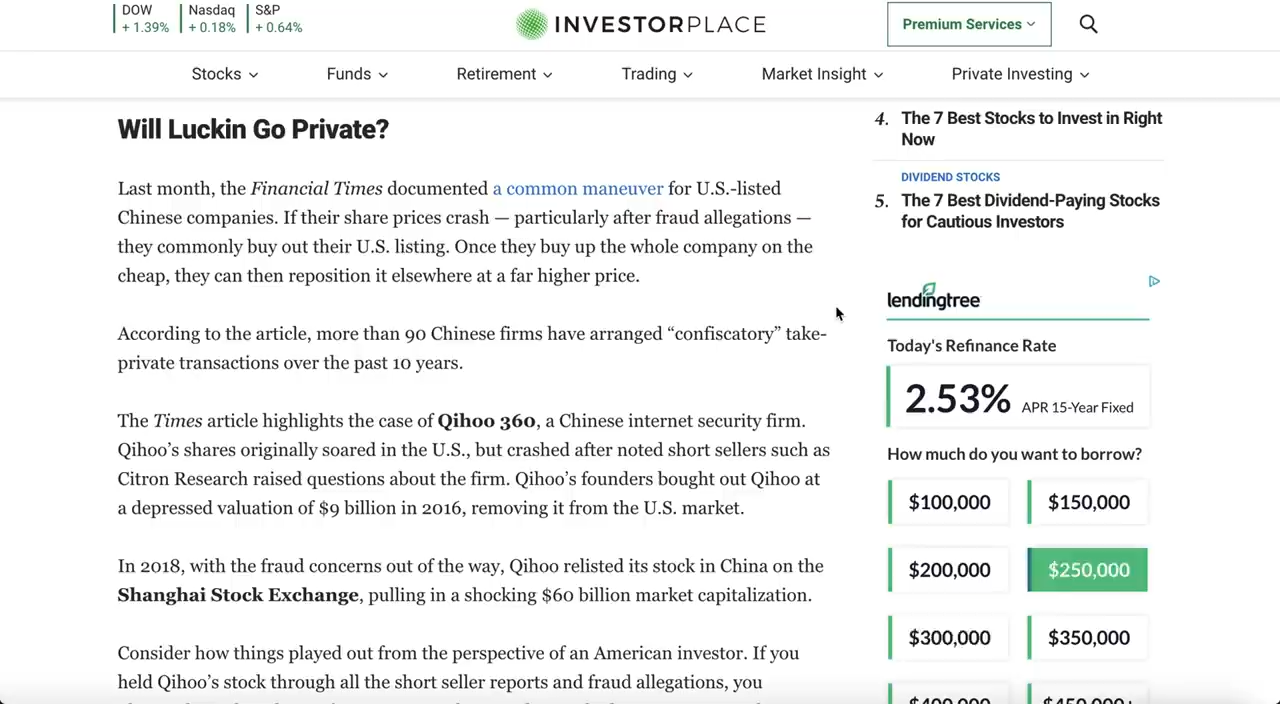 DOW
+ 1.39%
Nasdaq
+ 0.18%
S&P
+ 0.64%
INVESTORPLACE
Premium Services
Stocks
Funds
Retirement
Trading
Market Insight
Private Investing
Will Luckin Go Private?
Last month, the Financial Times documented a common maneuver for U.S.-listed
Chinese companies. If their share prices crash — particularly after fraud allegations —
they commonly buy out their U.S. listing. Once they buy up the whole company on the
cheap, they can then reposition it elsewhere at a far higher price.
According to the article, more than 90 Chinese firms have arranged “confiscatory” take-
private transactions over the past 10 years.
The Times article highlights the case of Qihoo 360, a Chinese internet security firm.
Qihoo’s shares originally soared in the U.S., but crashed after noted short sellers such as
Citron Research raised questions about the firm. Qihoo’s founders bought out Qihoo at
a depressed valuation of $9 billion in 2016, removing it from the U.S. market.
In 2018, with the fraud concerns out of the way, Qihoo relisted its stock in China on the
Shanghai Stock Exchange, pulling in a shocking $60 billion market capitalization.
Consider how things played out from the perspective of an American investor. If you
held Qihoo’s stock through all the short seller reports and fraud allegations, you
4. The 7 Best Stocks to Invest in Right
Now
DIVIDEND STOCKS
5. The 7 Best Dividend-Paying Stocks
for Cautious Investors
lendingtree
Today's Refinance Rate
2.53% APR 15-Year Fixed
How much do you want to borrow?
$100,000
$150,000
$200,000
$250,000
$300,000
$350,000
$400,000
$450,000+